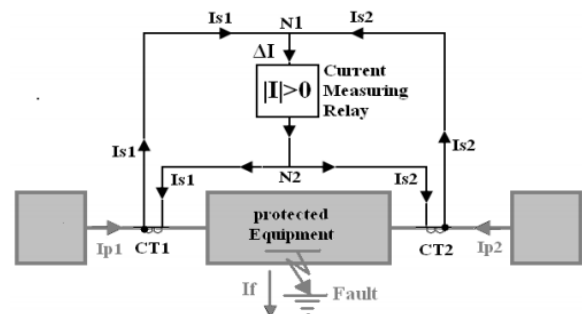 Is1 N1 Is2
ΔI
Current
Measuring
Relay
|I|>0
Is1 Is2
Is1 N2 Is2
protected
Equipment
Ip1 CT1 CT2 Ip2
If Fault